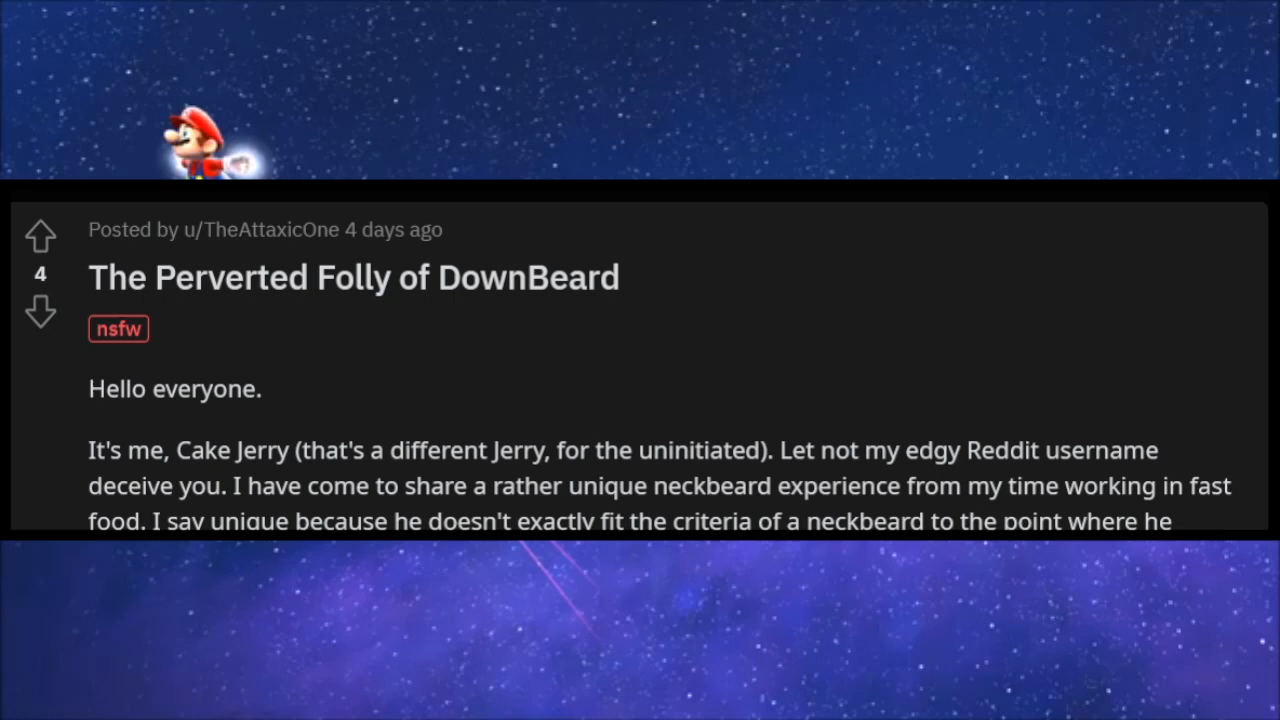 Posted by u/TheAttaxicOne 4 days ago
4
The Perverted Folly of DownBeard
nsfw
Hello everyone.
It's me, Cake Jerry (that's a different Jerry, for the uninitiated). Let not my edgy Reddit username
deceive you. I have come to share a rather unique neckbeard experience from my time working in fast
food. I say unique because he doesn't exactly fit the criteria of a neckbeard to the point where he